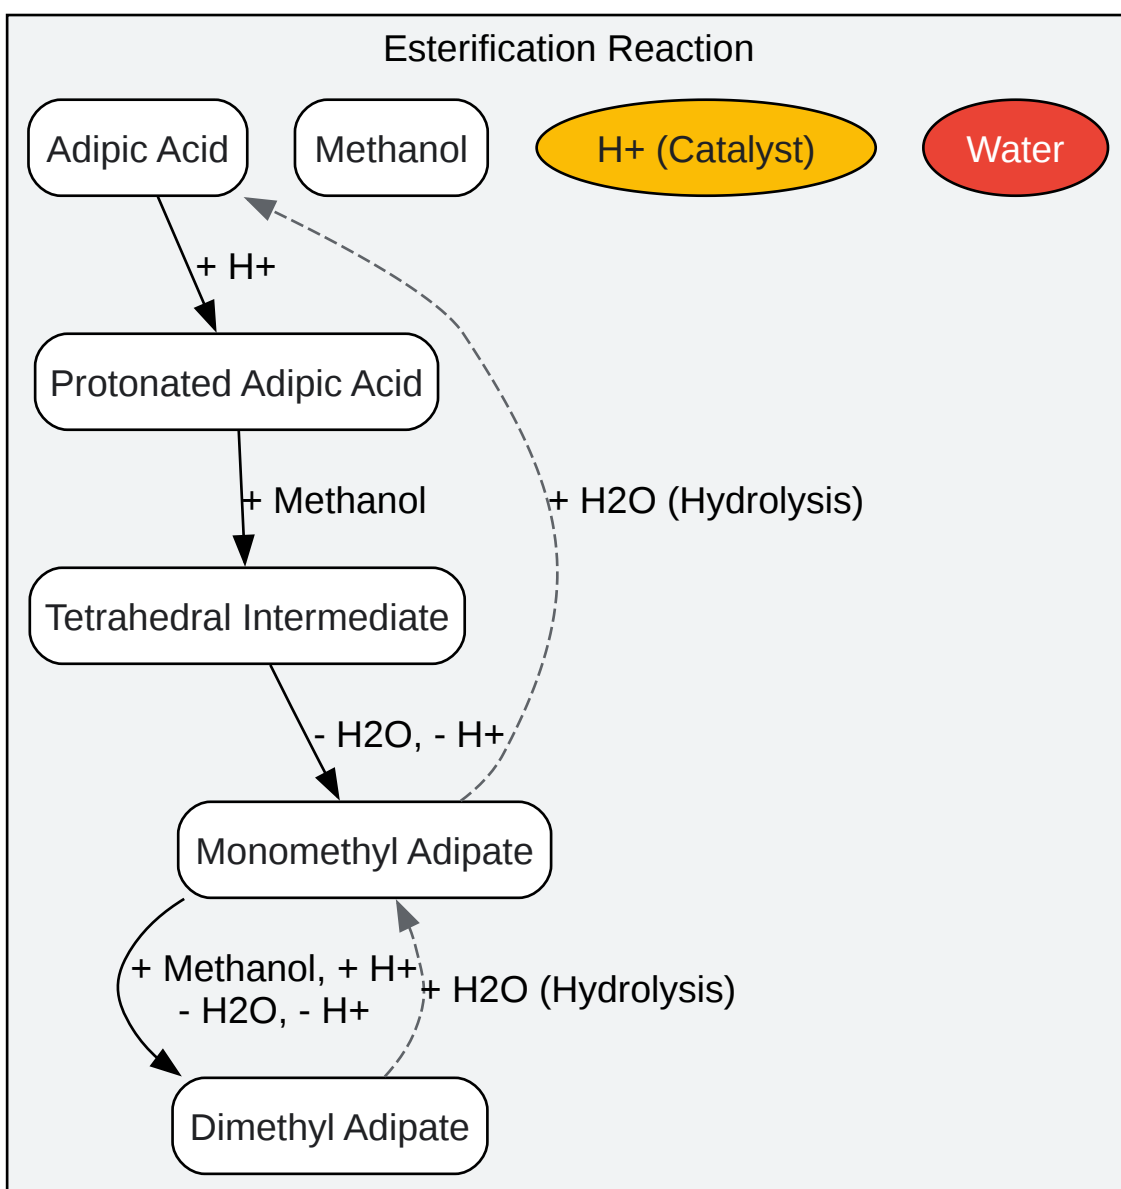 Esterification Reaction
Adipic Acid
Methanol
H+ (Catalyst)
Water
+ H+
Protonated Adipic Acid
+ Methanol
+ H2O (Hydrolysis)
Tetrahedral Intermediate
- H2O, - H+
Monomethyl Adipate
+ Methanol, + H+
- H2O, - H+
+ H2O (Hydrolysis)
Dimethyl Adipate